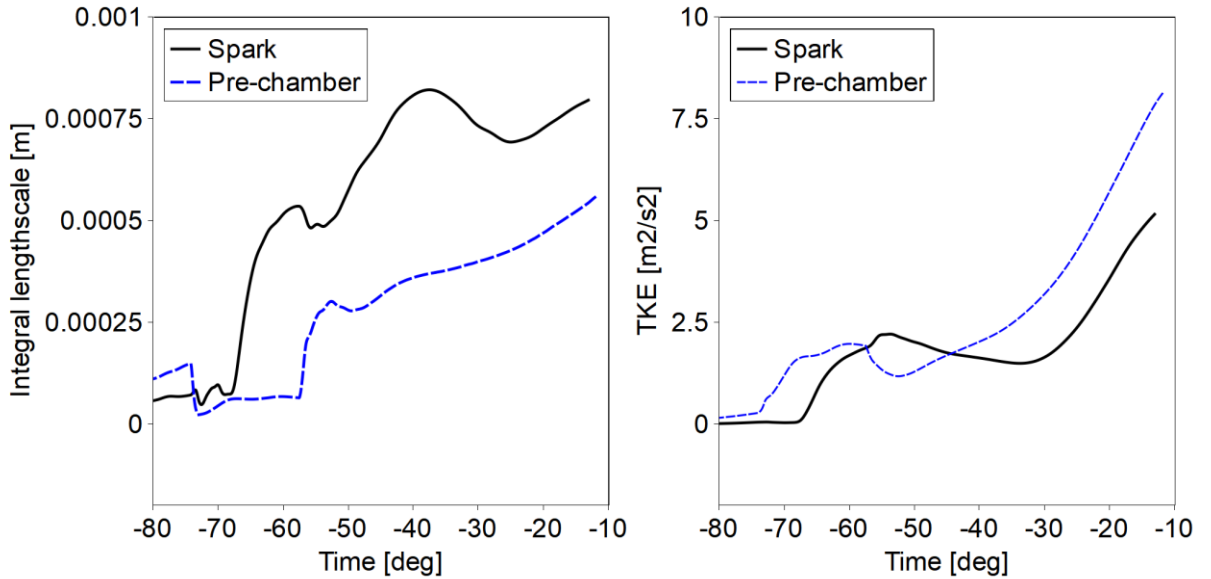 0.001
0.00075
0.0005
0.00025
0
Integral lengthscale [m]
Spark
Pre-chamber
-80 -70 -60 -50 -40 -30 -20 -10
Time [deg]
10
7.5
5
2.5
0
TKE [m2/s2]
Spark
Pre-chamber
-80 -70 -60 -50 -40 -30 -20 -10
Time [deg]